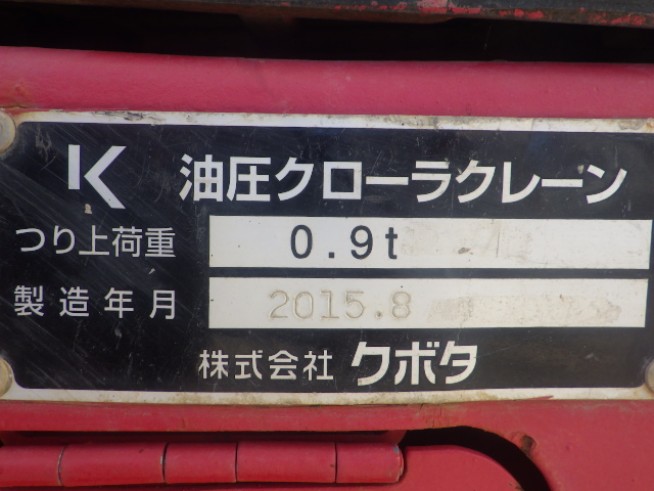 K 油圧クローラクレーン
つり上荷重 0.9t
製造年月 2015.8
株式会社 クボタ